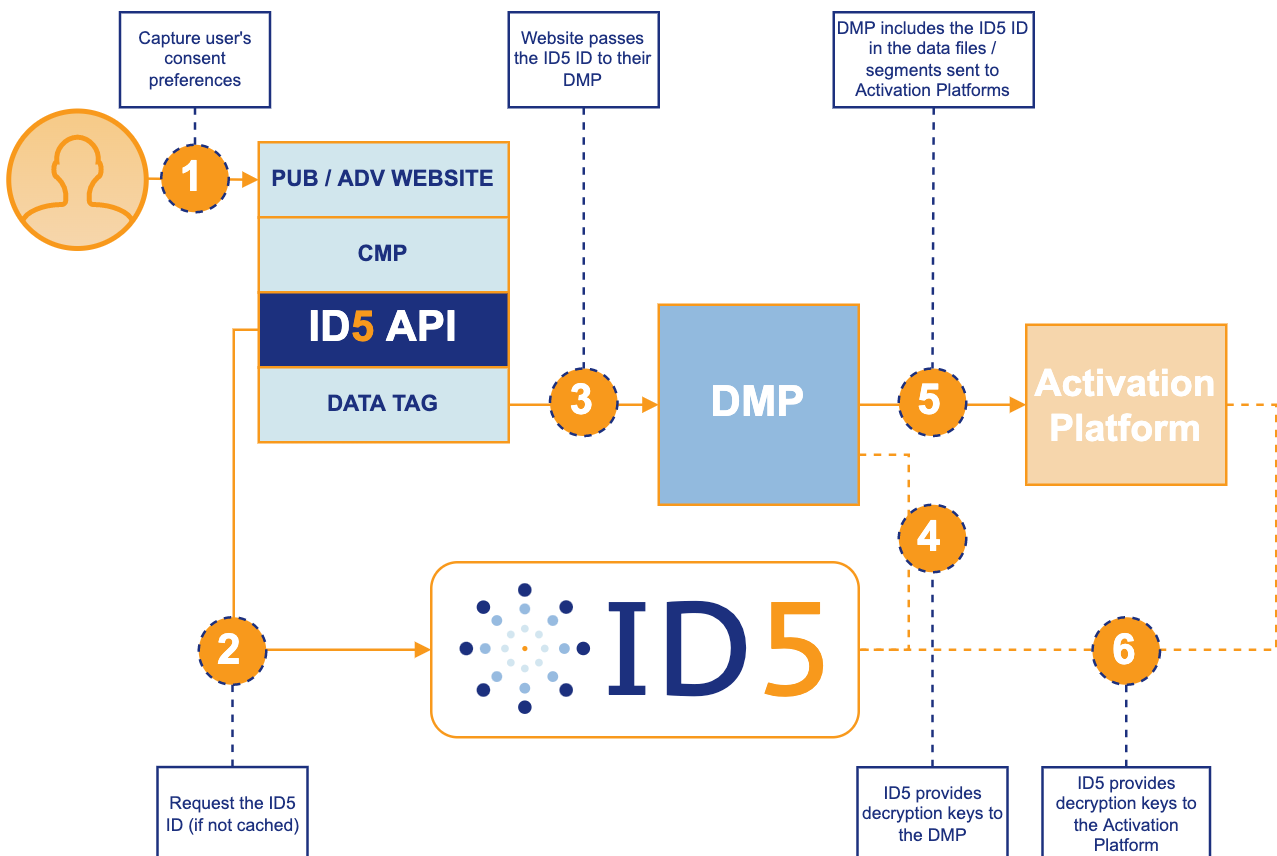 Capture user's
consent
preferences
Website passes
the ID5 ID to their
DMP
DMP includes the ID5 ID
in the data files /
segments sent to
Activation Platforms
1
PUB / ADV WEBSITE
CMP
ID5 API
DATA TAG
3
DMP
5
Activation
Platform
4
2
ID5
6
Request the ID5
ID (if not cached)
ID5 provides
decryption keys to
the DMP
ID5 provides
decryption keys to
the Activation
Platform